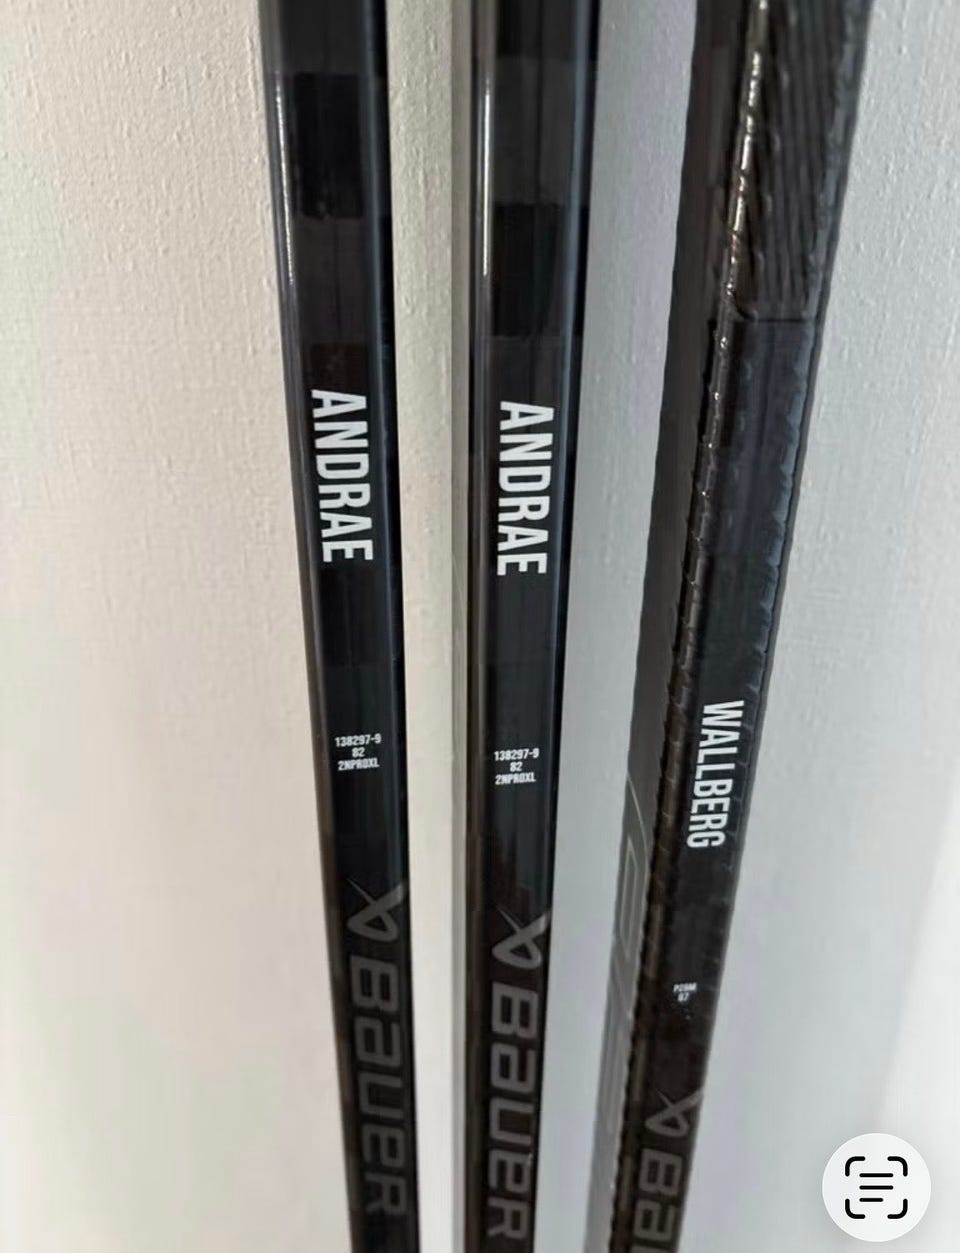 ANDRAE
138297-9
82
2NPROXL
BAUER
ANDRAE
138297-9
82
2NPROXL
BAUER
WALLBERG
P28M
87